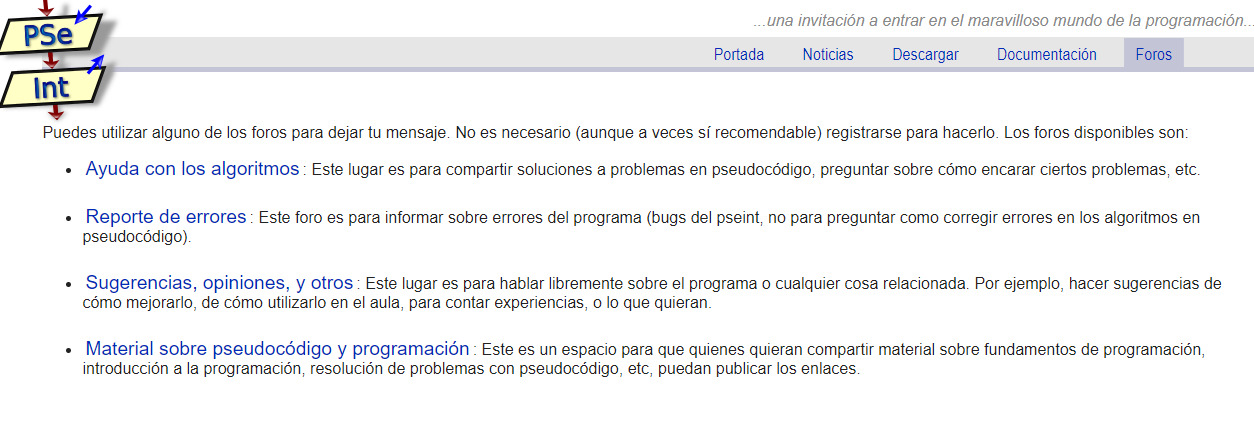 PSe
Int
...una invitación a entrar en el maravilloso mundo de la programación...
Portada Noticias Descargar Documentación Foros
Puedes utilizar alguno de los foros para dejar tu mensaje. No es necesario (aunque a veces sí recomendable) registrarse para hacerlo. Los foros disponibles son:
• Ayuda con los algoritmos : Este lugar es para compartir soluciones a problemas en pseudocódigo, preguntar sobre cómo encarar ciertos problemas, etc.
• Reporte de errores : Este foro es para informar sobre errores del programa (bugs del pseint, no para preguntar como corregir errores en los algoritmos en
pseudocódigo).
• Sugerencias, opiniones, y otros : Este lugar es para hablar libremente sobre el programa o cualquier cosa relacionada. Por ejemplo, hacer sugerencias de
cómo mejorarlo, de cómo utilizarlo en el aula, para contar experiencias, o lo que quieran.
• Material sobre pseudocódigo y programación : Este es un espacio para que quienes quieran compartir material sobre fundamentos de programación,
introducción a la programación, resolución de problemas con pseudocódigo, etc, puedan publicar los enlaces.